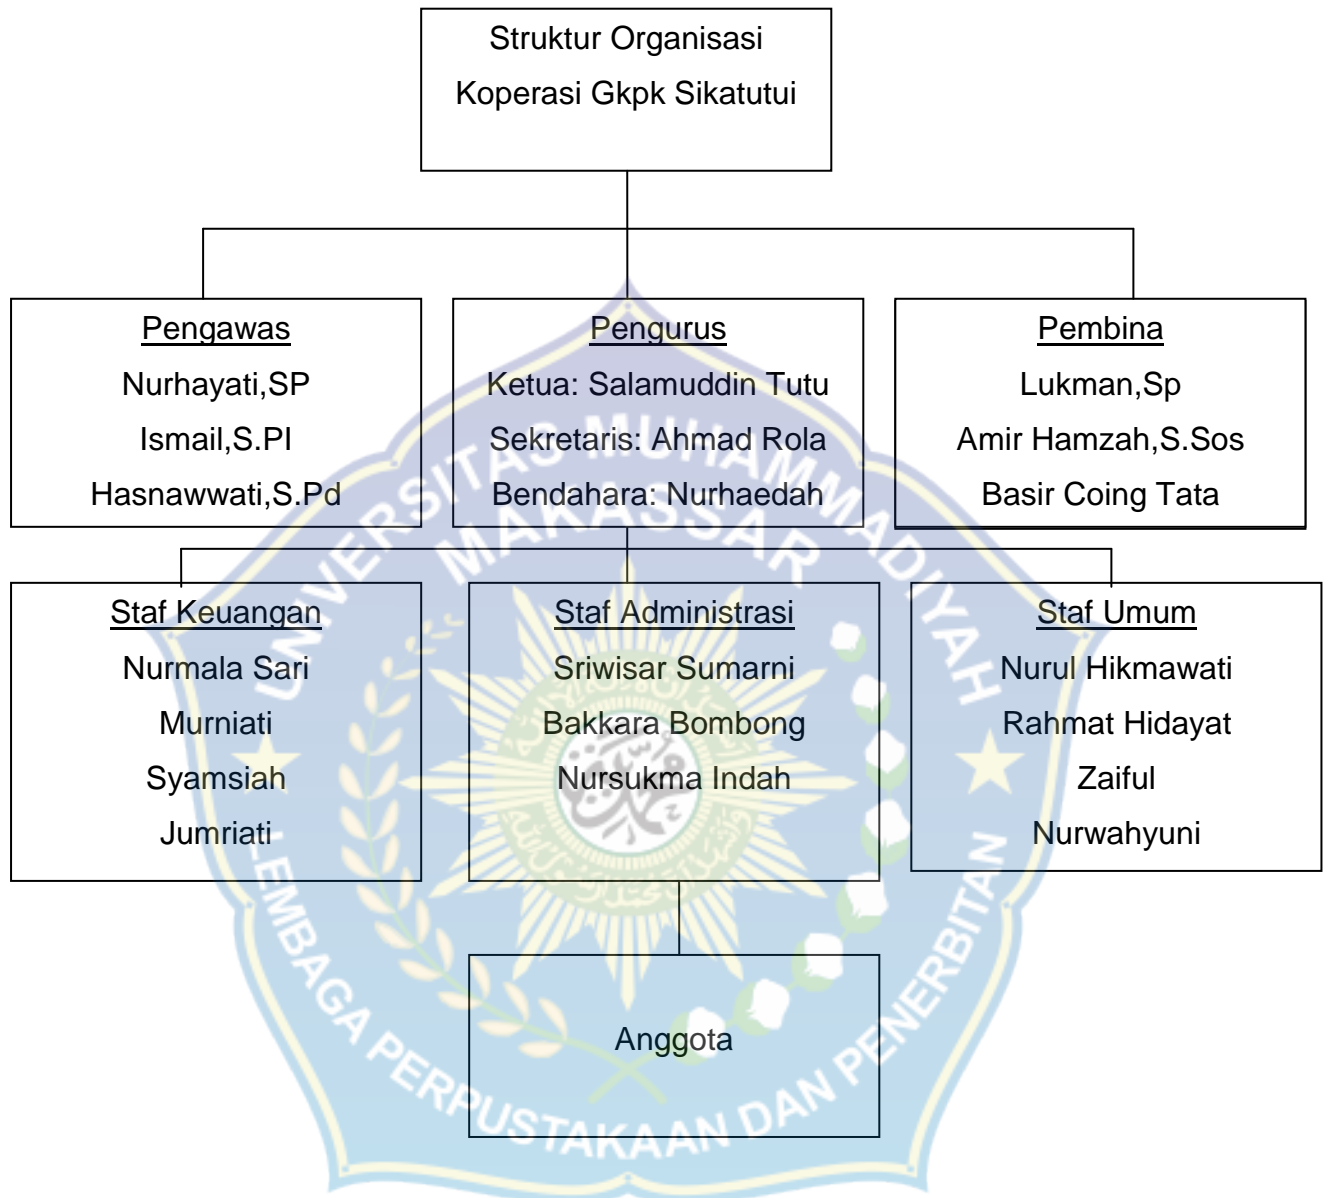 Struktur Organisasi
Koperasi Gkpk Sikatutui
Pengawas
Nurhayati,SP
Ismail,S.PI
Hasnawwati,S.Pd
Pengurus
Ketua: Salamuddin Tutu
Sekretaris: Ahmad Rola
Bendahara: Nurhaedah
Pembina
Lukman,Sp
Amir Hamzah,S.Sos
Basir Coing Tata
Staf Keuangan
Nurmala Sari
Murniati
Syamsiah
Jumriati
Staf Administrasi
Sriwisar Sumarni
Bakkara Bombong
Nursukma Indah
Staf Umum
Nurul Hikmawati
Rahmat Hidayat
Zaiful
Nurwahyuni
Anggota
UNIVERSITAS MUHAMMADIYAH
MAKASSAR
LEMBAGA PERPUSTAKAAN DAN PENERBITAN